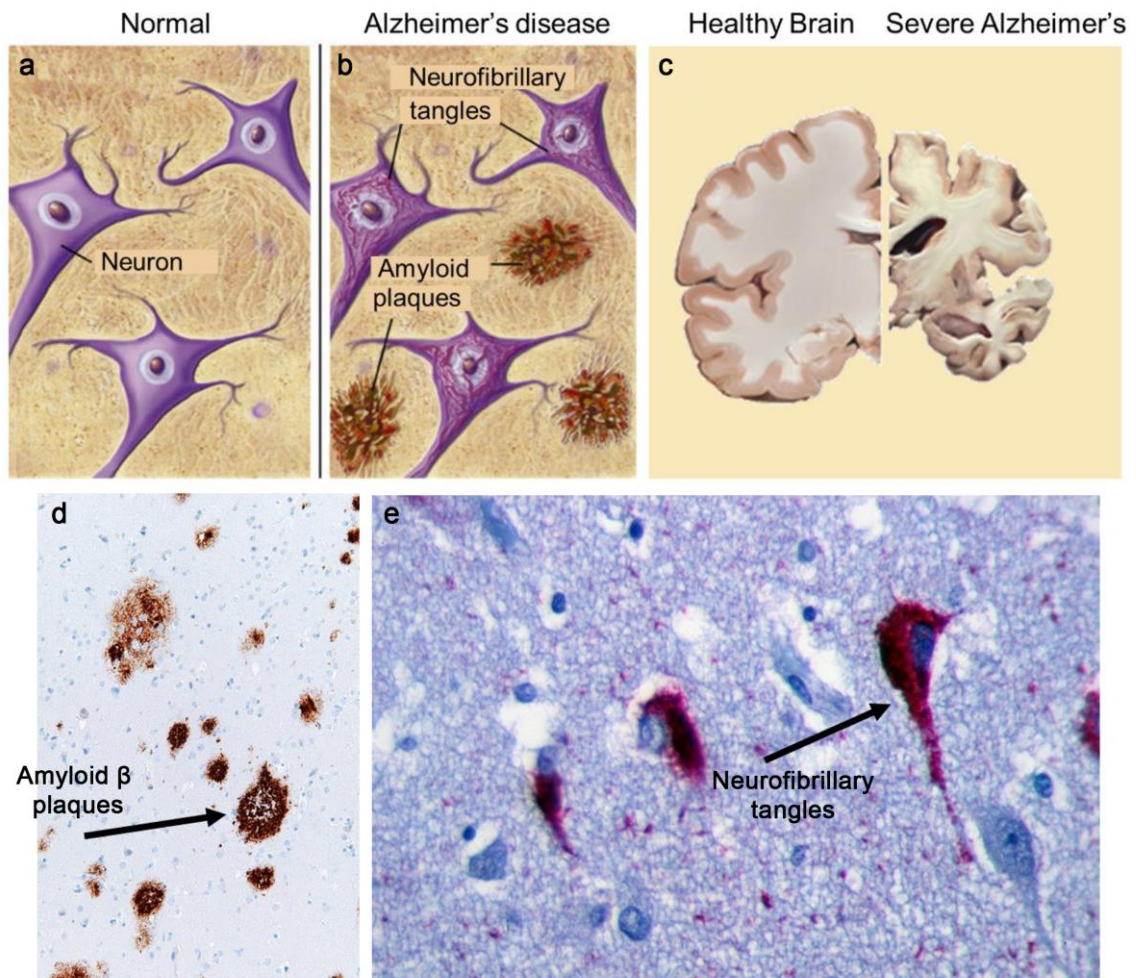 Normal
Alzheimer's disease
Healthy Brain
Severe Alzheimer's
a
Neuron
b
Neurofibrillary
tangles
Amyloid
plaques
c
d
Amyloid β
plaques
e
Neurofibrillary
tangles